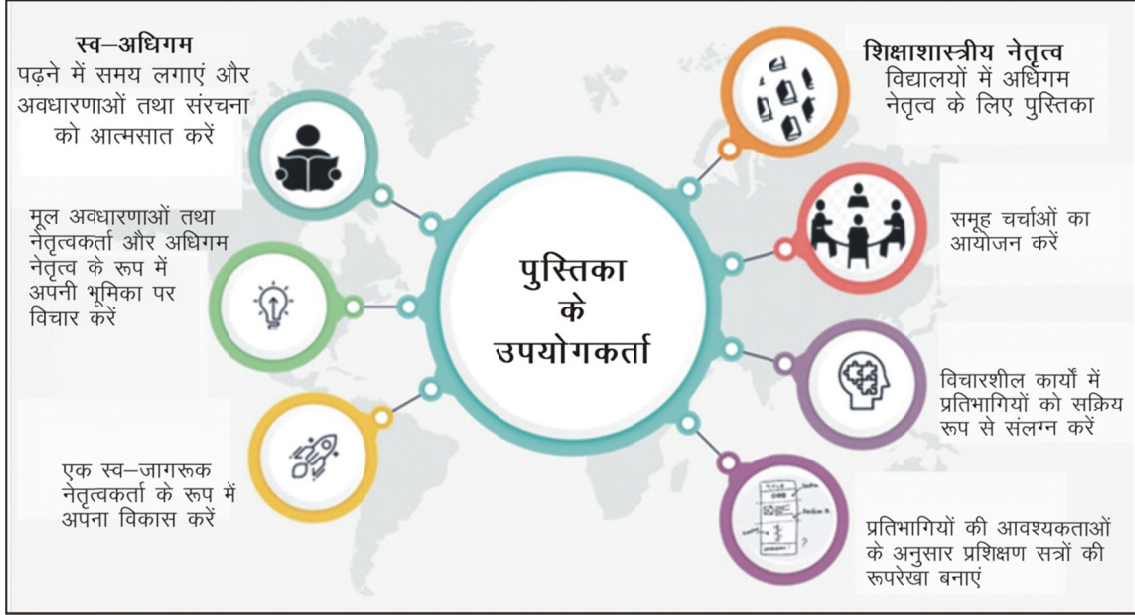 स्व–अधिगम
पढ़ने में समय लगाएं और
अवधारणाओं तथा संरचना
को आत्मसात करें
मूल अवधारणाओं तथा
नेतृत्वकर्ता और अधिगम
नेतृत्व के रूप में
अपनी भूमिका पर
विचार करें
एक स्व–जागरूक
नेतृत्वकर्ता के रूप में
अपना विकास करें
पुस्तिका
के
उपयोगकर्ता
शिक्षाशास्त्रीय नेतृत्व
विद्यालयों में अधिगम
नेतृत्व के लिए पुस्तिका
समूह चर्चाओं का
आयोजन करें
विचारशील कार्यों में
प्रतिभागियों को सक्रिय
रूप से संलग्न करें
प्रतिभागियों की आवश्यकताओं
के अनुसार प्रशिक्षण सत्रों की
रूपरेखा बनाएं